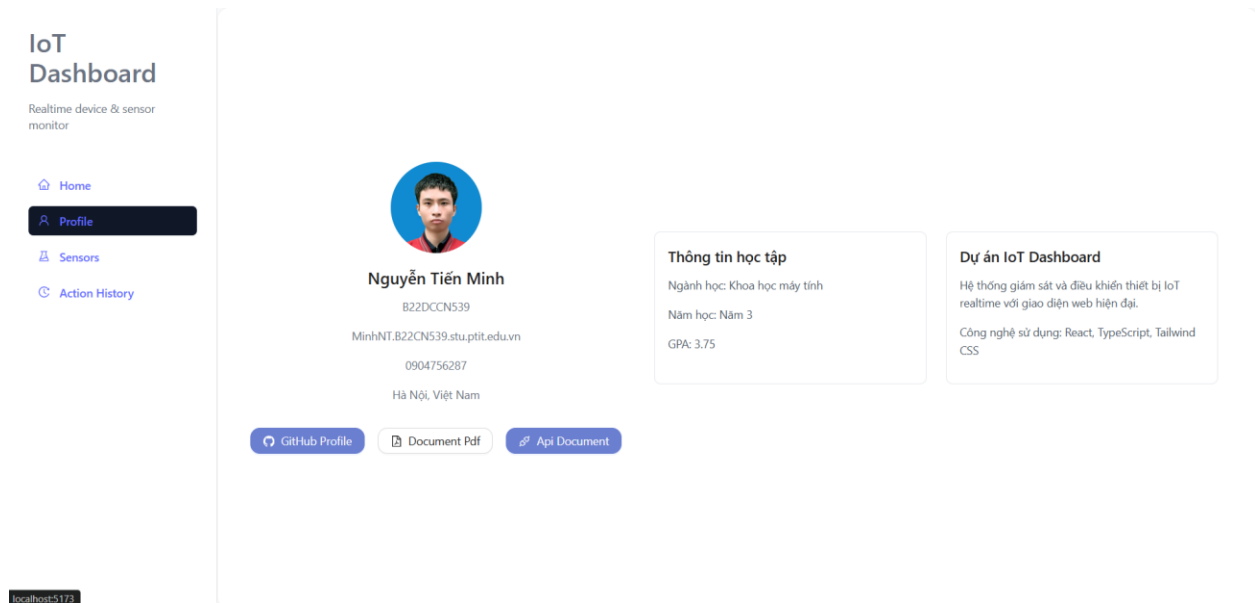 IoT
Dashboard
Realtime device & sensor
monitor
Home
Profile
Sensors
Action History
Nguyễn Tiến Minh
B22DCCN539
MinhNT.B22CN539.stu.ptit.edu.vn
0904756287
Hà Nội, Việt Nam
GitHub Profile
Document Pdf
Api Document
Thông tin học tập
Ngành học: Khoa học máy tính
Năm học: Năm 3
GPA: 3.75
Dự án IoT Dashboard
Hệ thống giám sát và điều khiển thiết bị IoT
realtime với giao diện web hiện đại.
Công nghệ sử dụng: React, TypeScript, Tailwind
CSS
localhost:5173